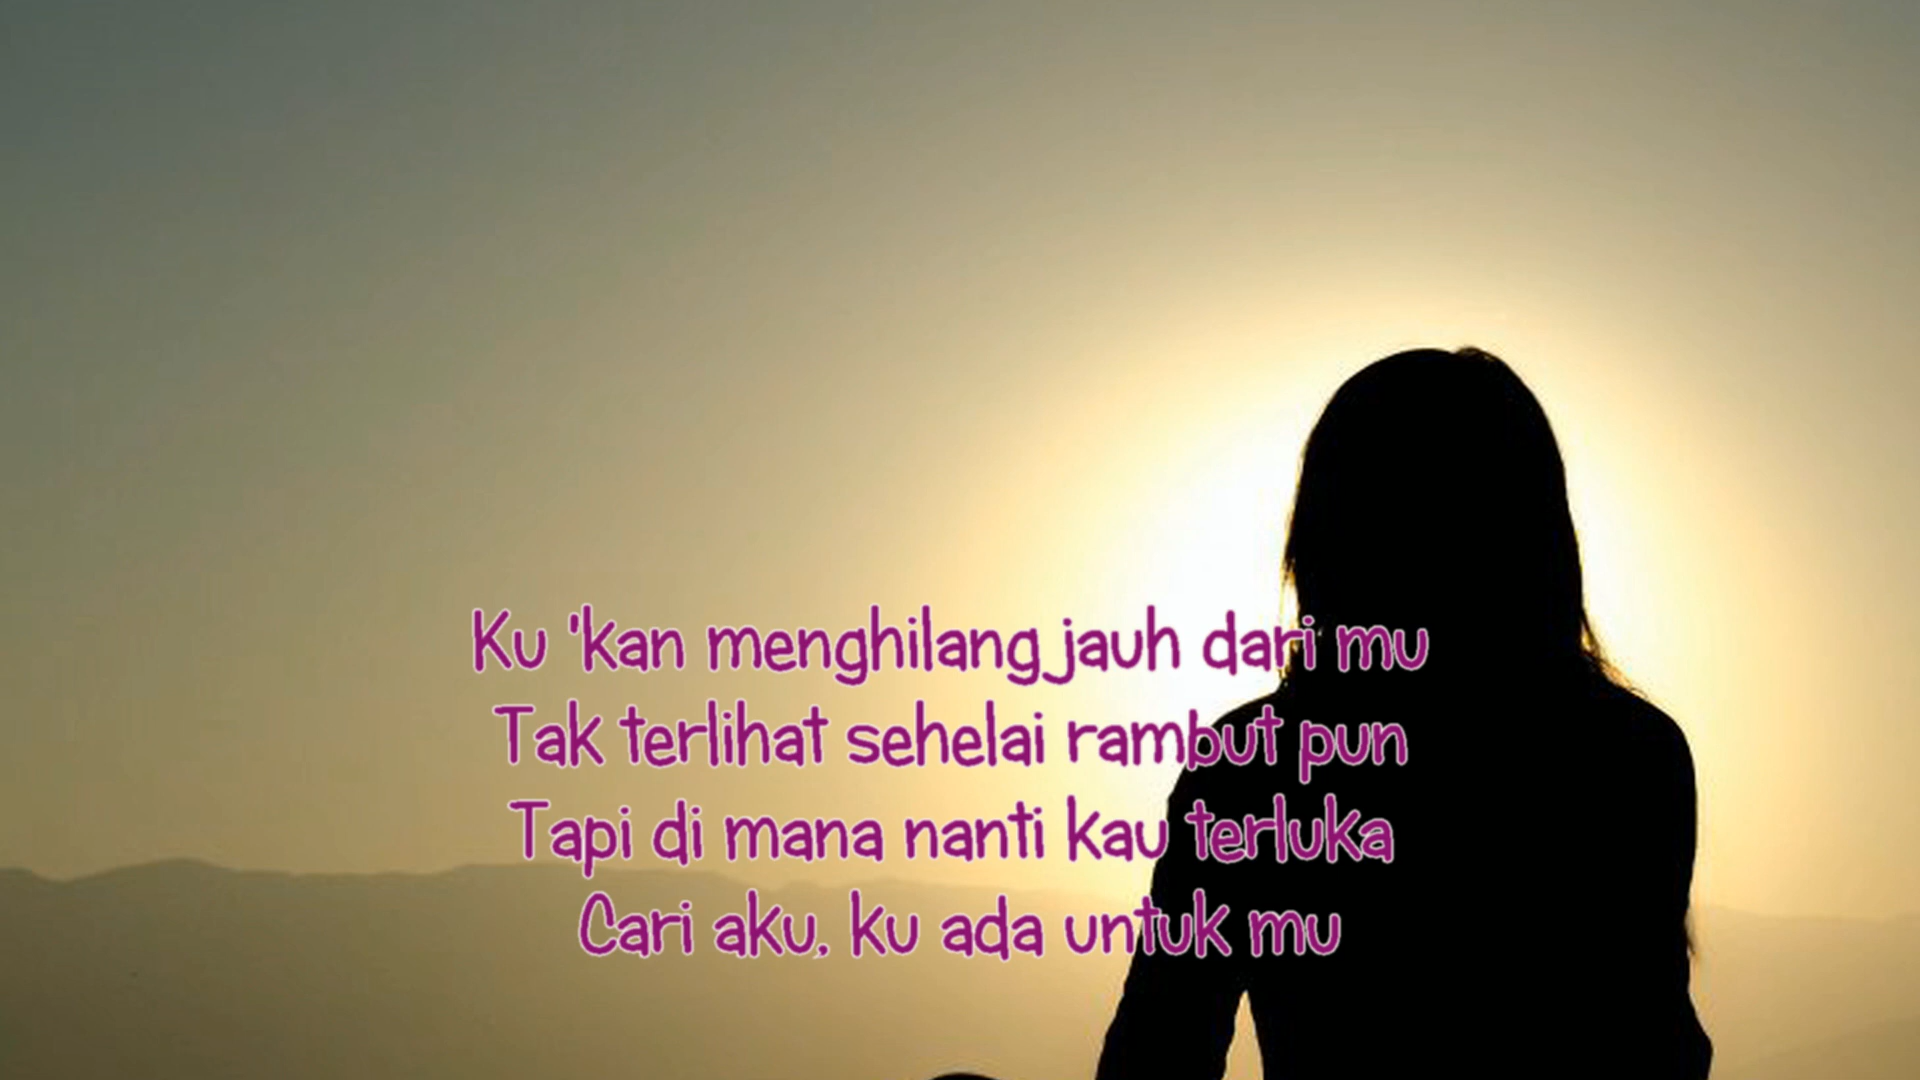 Ku 'kan menghilang jauh dari mu
Tak terlihat sehelai rambut pun
Tapi di mana nanti kau terluka
Cari aku, ku ada untuk mu